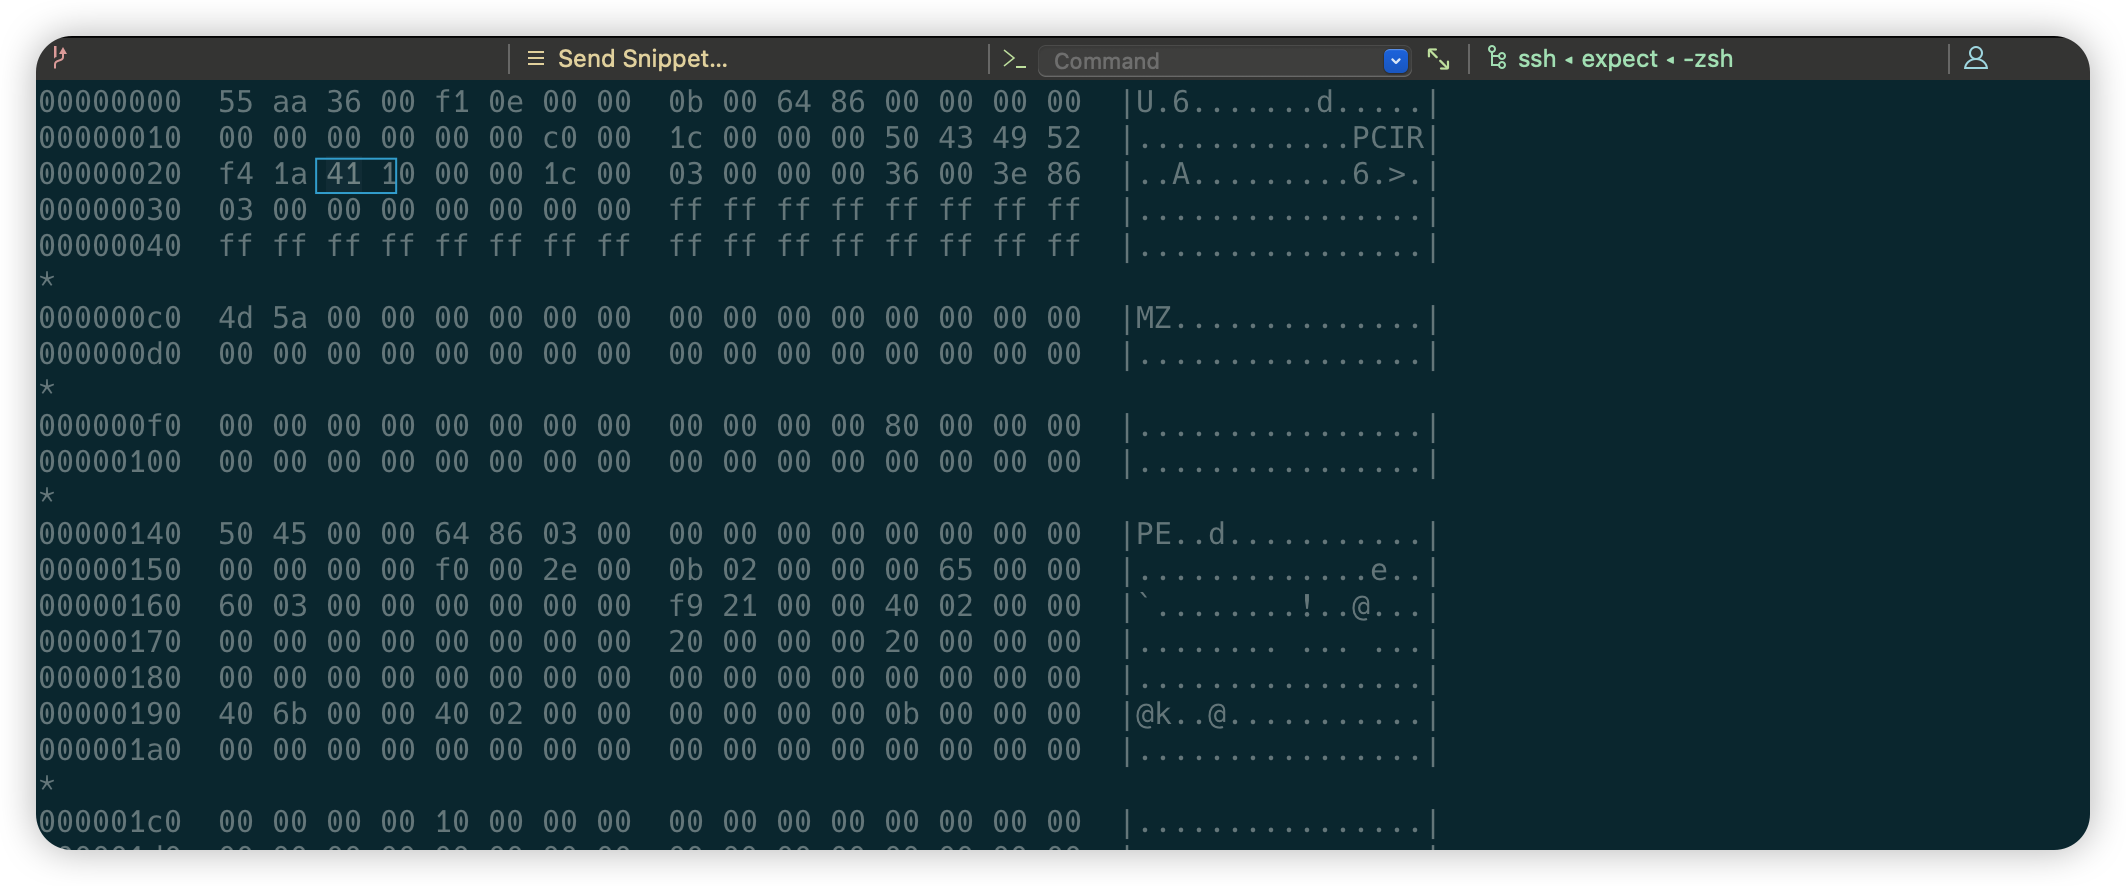 Send Snippet... Command ssh ◂ expect ◂ -zsh
00000000  55 aa 36 00 f1 0e 00 00  0b 00 64 86 00 00 00 00  |U.6.......d.....|
00000010  00 00 00 00 00 00 c0 00  1c 00 00 00 50 43 49 52  |............PCIR|
00000020  f4 1a 41 10 00 00 1c 00  03 00 00 00 36 00 3e 86  |..A.........6.>.|
00000030  03 00 00 00 00 00 00 00  ff ff ff ff ff ff ff ff  |................|
00000040  ff ff ff ff ff ff ff ff  ff ff ff ff ff ff ff ff  |................|
*
000000c0  4d 5a 00 00 00 00 00 00  00 00 00 00 00 00 00 00  |MZ..............|
000000d0  00 00 00 00 00 00 00 00  00 00 00 00 00 00 00 00  |................|
*
000000f0  00 00 00 00 00 00 00 00  00 00 00 00 80 00 00 00  |................|
00000100  00 00 00 00 00 00 00 00  00 00 00 00 00 00 00 00  |................|
*
00000140  50 45 00 00 64 86 03 00  00 00 00 00 00 00 00 00  |PE..d...........|
00000150  00 00 00 00 f0 00 2e 00  0b 02 00 00 00 65 00 00  |.............e..|
00000160  60 03 00 00 00 00 00 00  f9 21 00 00 40 02 00 00  |`........!..@...|
00000170  00 00 00 00 00 00 00 00  20 00 00 00 20 00 00 00  |........ ... ...|
00000180  00 00 00 00 00 00 00 00  00 00 00 00 00 00 00 00  |................|
00000190  40 6b 00 00 40 02 00 00  00 00 00 00 0b 00 00 00  |@k..@...........|
000001a0  00 00 00 00 00 00 00 00  00 00 00 00 00 00 00 00  |................|
*
000001c0  00 00 00 00 10 00 00 00  00 00 00 00 00 00 00 00  |................|